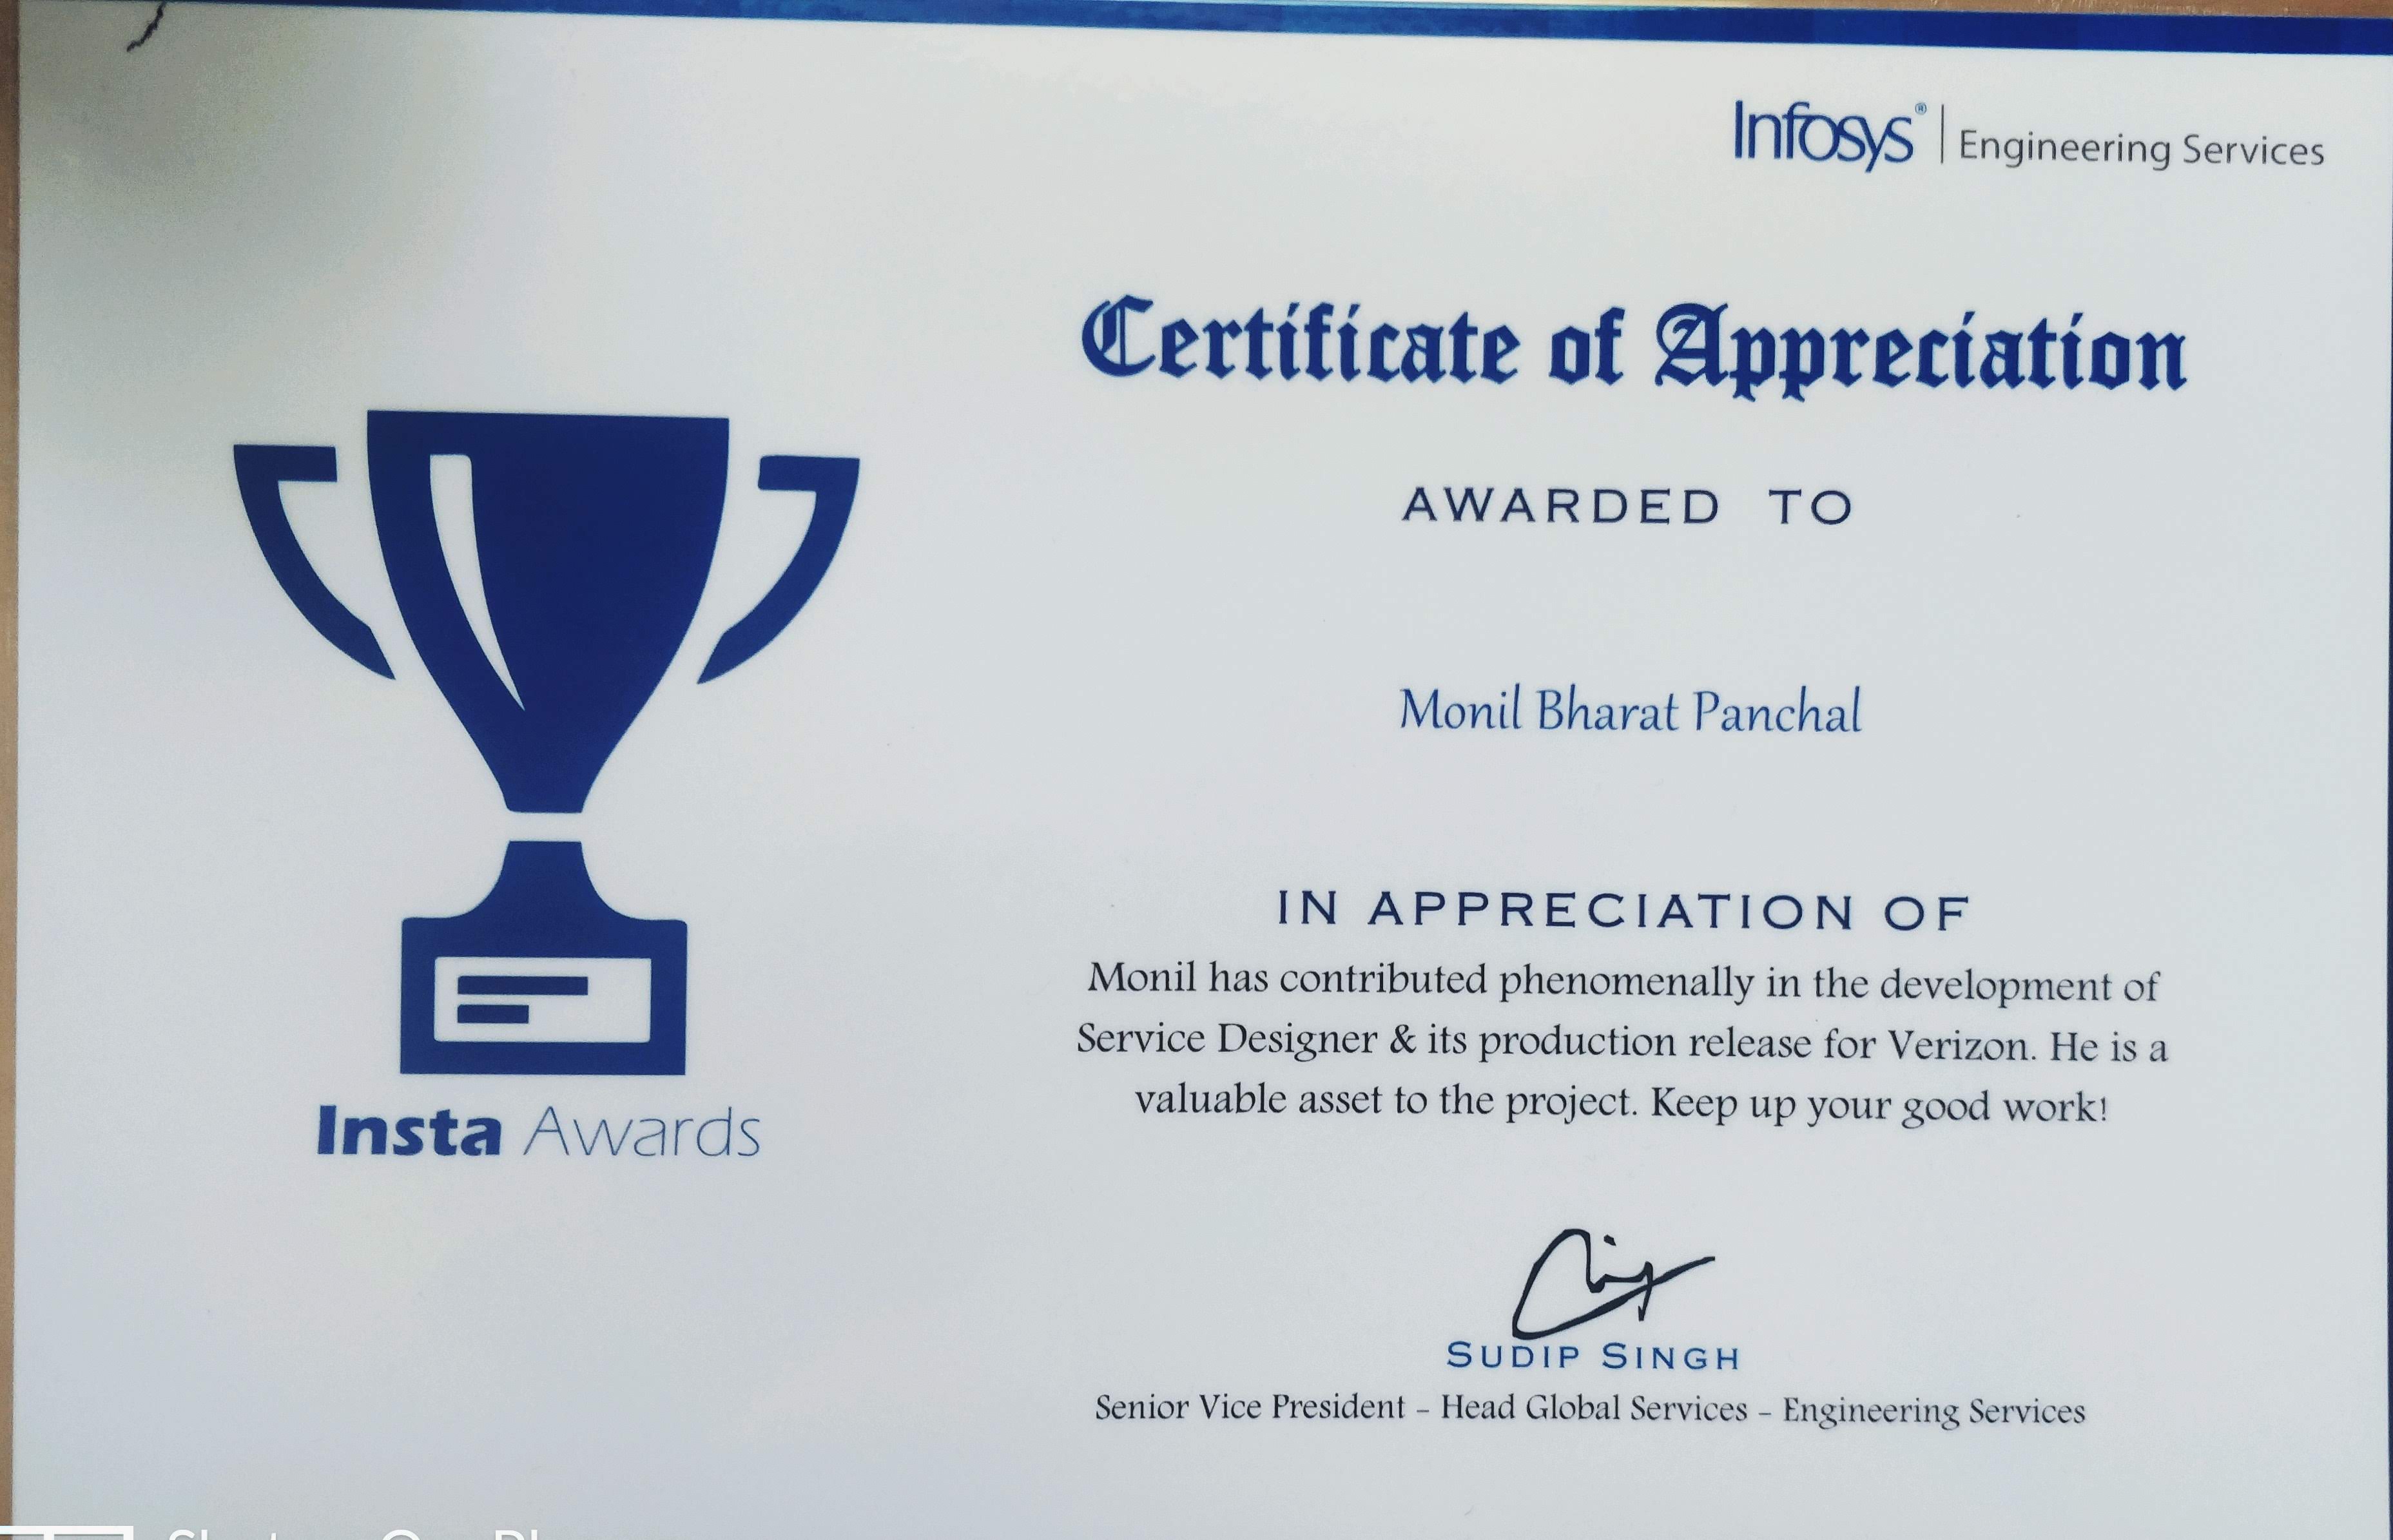 Infosys® | Engineering Services
Certificate of Appreciation
AWARDED TO
Monil Bharat Panchal
IN APPRECIATION OF
Monil has contributed phenomenally in the development of
Service Designer & its production release for Verizon. He is a
valuable asset to the project. Keep up your good work!
Insta Awards
SUDIP SINGH
Senior Vice President – Head Global Services – Engineering Services